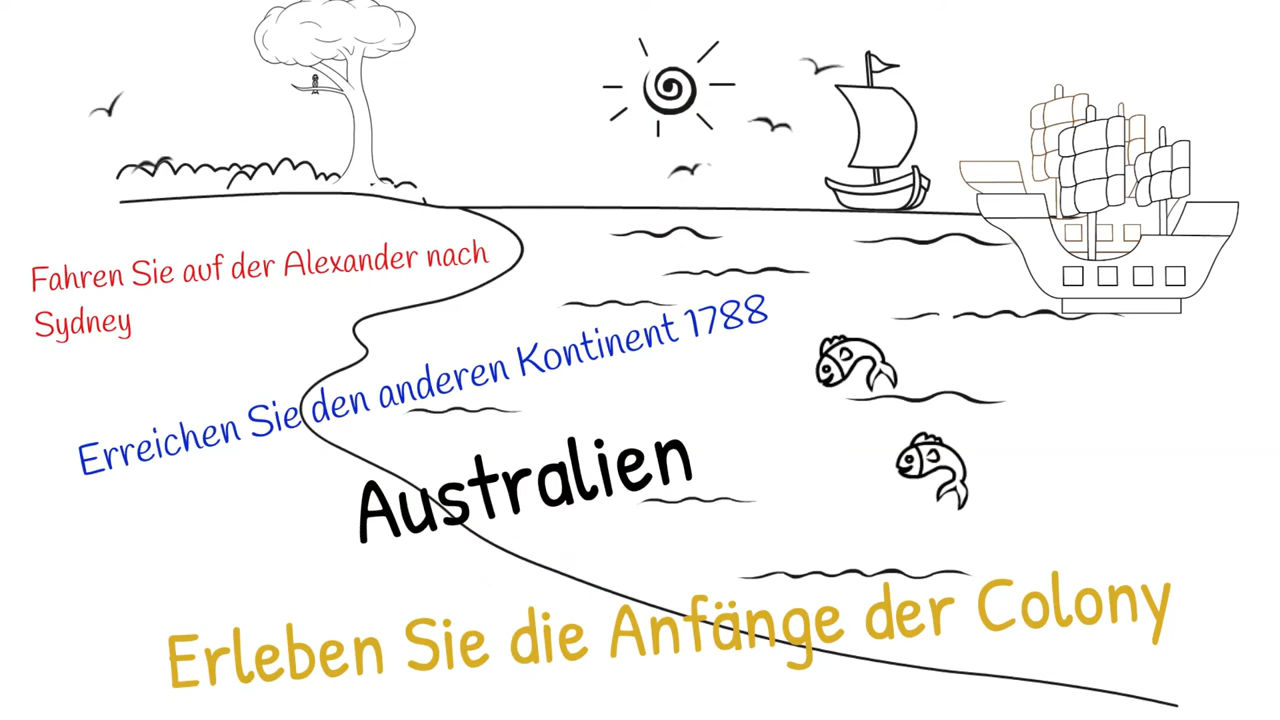 Fahren Sie auf der Alexander nach
Sydney
Erreichen Sie den anderen Kontinent 1788
Australien
Erleben Sie die Anfänge der Colony